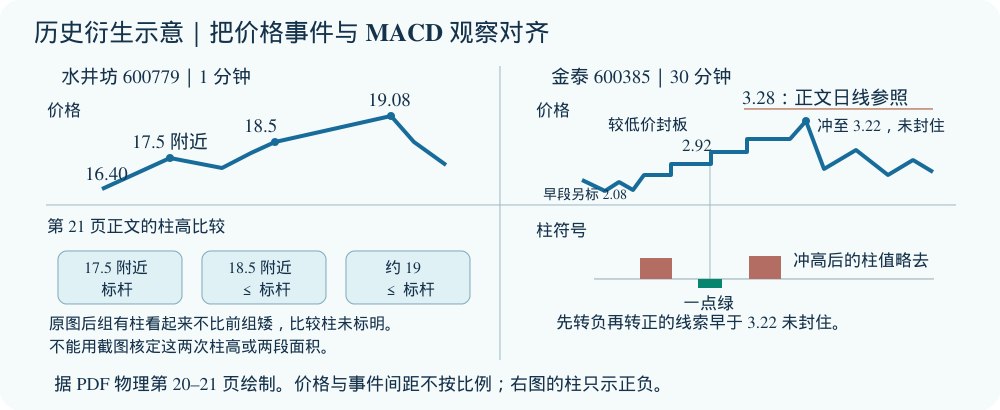 历史衍生示意｜把价格事件与 MACD 观察对齐
水井坊 600779｜1 分钟
价格
16.40
17.5 附近
18.5
19.08
第 21 页正文的柱高比较
17.5 附近
标杆
18.5 附近
≤ 标杆
约 19
≤ 标杆
原图后组有柱看起来不比前组矮，比较柱未标明。
不能用截图核定这两次柱高或两段面积。
金泰 600385｜30 分钟
价格
3.28：正文日线参照
较低价封板
冲至 3.22，未封住
2.92
早段另标 2.08
柱符号
冲高后的柱值略去
一点绿
先转负再转正的线索早于 3.22 未封住。
据 PDF 物理第 20–21 页绘制。价格与事件间距不按比例；右图的柱只示正负。